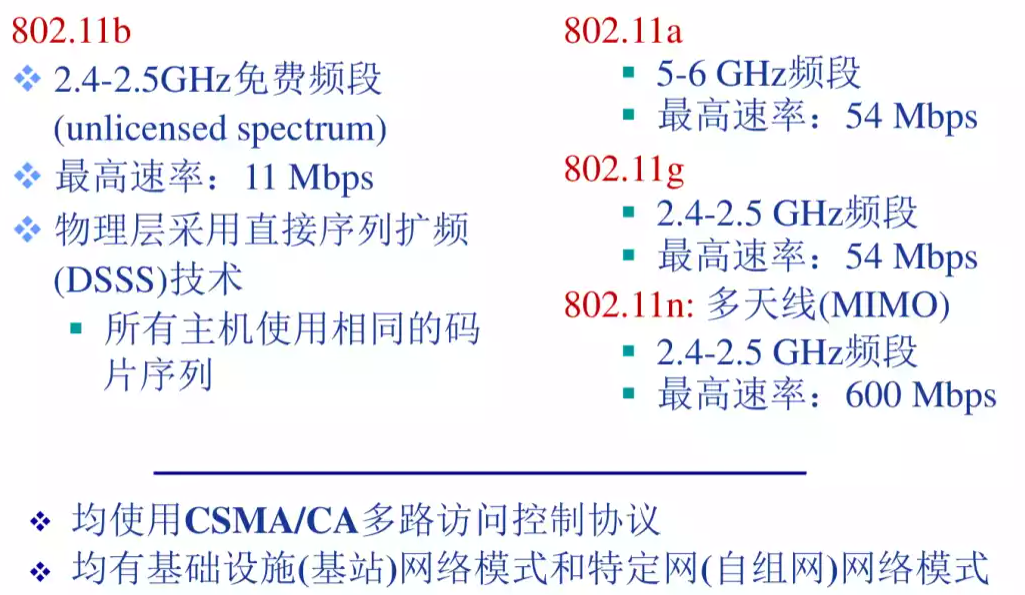 802.11b
2.4-2.5GHz免费频段
(unlicensed spectrum)
最高速率：11 Mbps
物理层采用直接序列扩频
(DSSS)技术
所有主机使用相同的码
片序列
802.11a
5-6 GHz频段
最高速率：54 Mbps
802.11g
2.4-2.5 GHz频段
最高速率：54 Mbps
802.11n: 多天线(MIMO)
2.4-2.5 GHz频段
最高速率：600 Mbps
均使用CSMA/CA多路访问控制协议
均有基础设施(基站)网络模式和特定网(自组网)网络模式